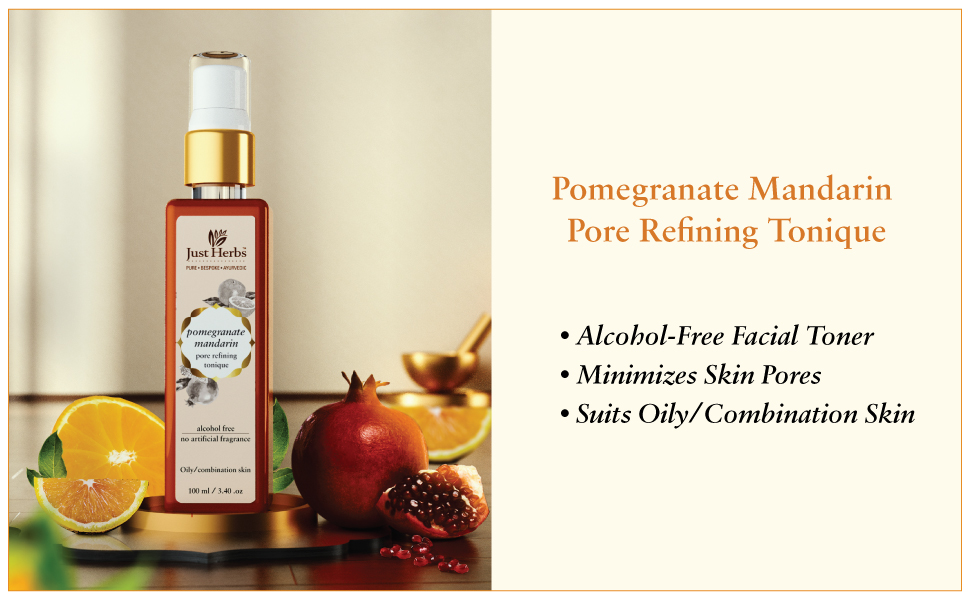 Just Herbs™
PURE • BESPOKE • AYURVEDIC
pomegranate
mandarin
pore refining
tonique
alcohol free
no artificial fragrance
Oily/combination skin
100 ml / 3.40 .oz
Pomegranate Mandarin
Pore Refining Tonique
• Alcohol-Free Facial Toner
• Minimizes Skin Pores
• Suits Oily/Combination Skin